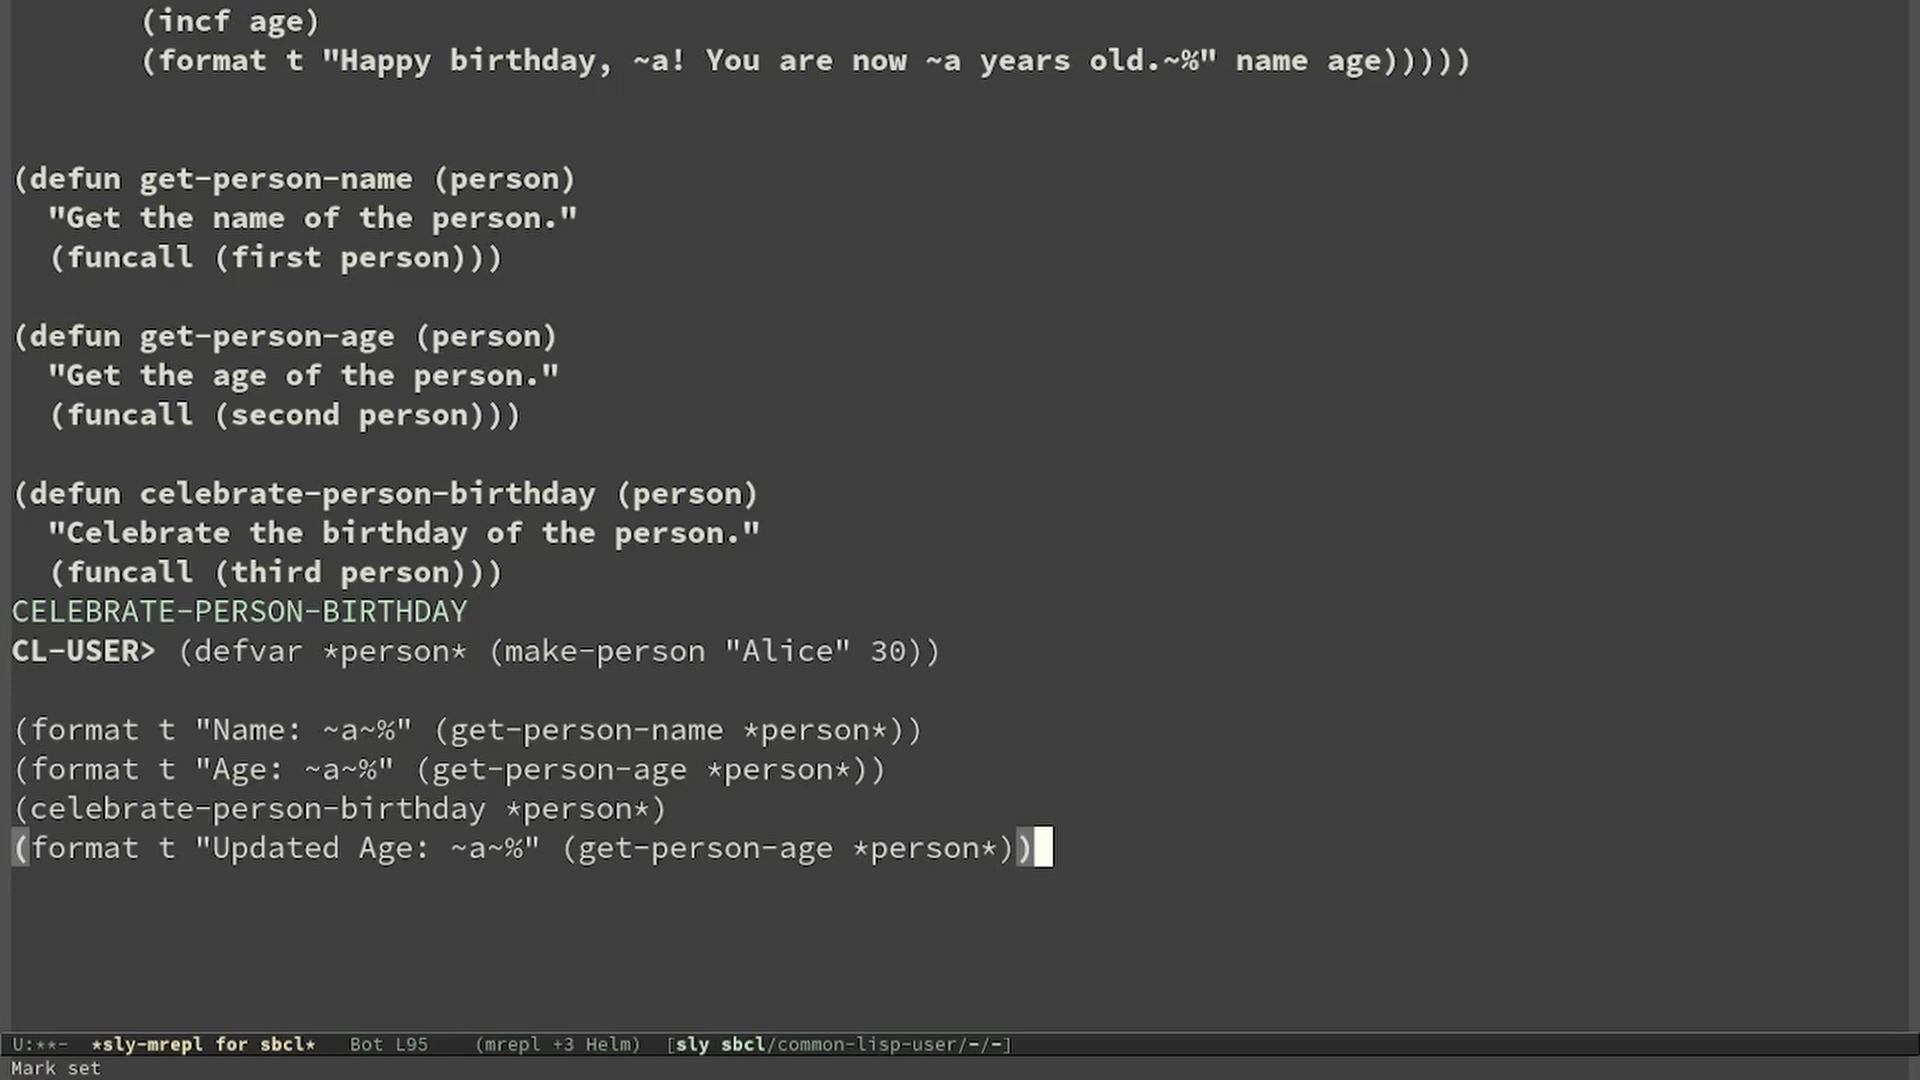 (incf age)
(format t "Happy birthday, ~a! You are now ~a years old.~%" name age)))))
(defun get-person-name (person)
"Get the name of the person."
(funcall (first person)))
(defun get-person-age (person)
"Get the age of the person."
(funcall (second person)))
(defun celebrate-person-birthday (person)
"Celebrate the birthday of the person."
(funcall (third person)))
CELEBRATE-PERSON-BIRTHDAY
CL-USER> (defvar *person* (make-person "Alice" 30))
(format t "Name: ~a~%" (get-person-name *person*))
(format t "Age: ~a~%" (get-person-age *person*))
(celebrate-person-birthday *person*)
(format t "Updated Age: ~a~%" (get-person-age *person*))
U:**- *sly-mrepl for sbcl* Bot L95 (mrepl +3 Helm) [sly sbcl/common-lisp-user/-/-]
Mark set